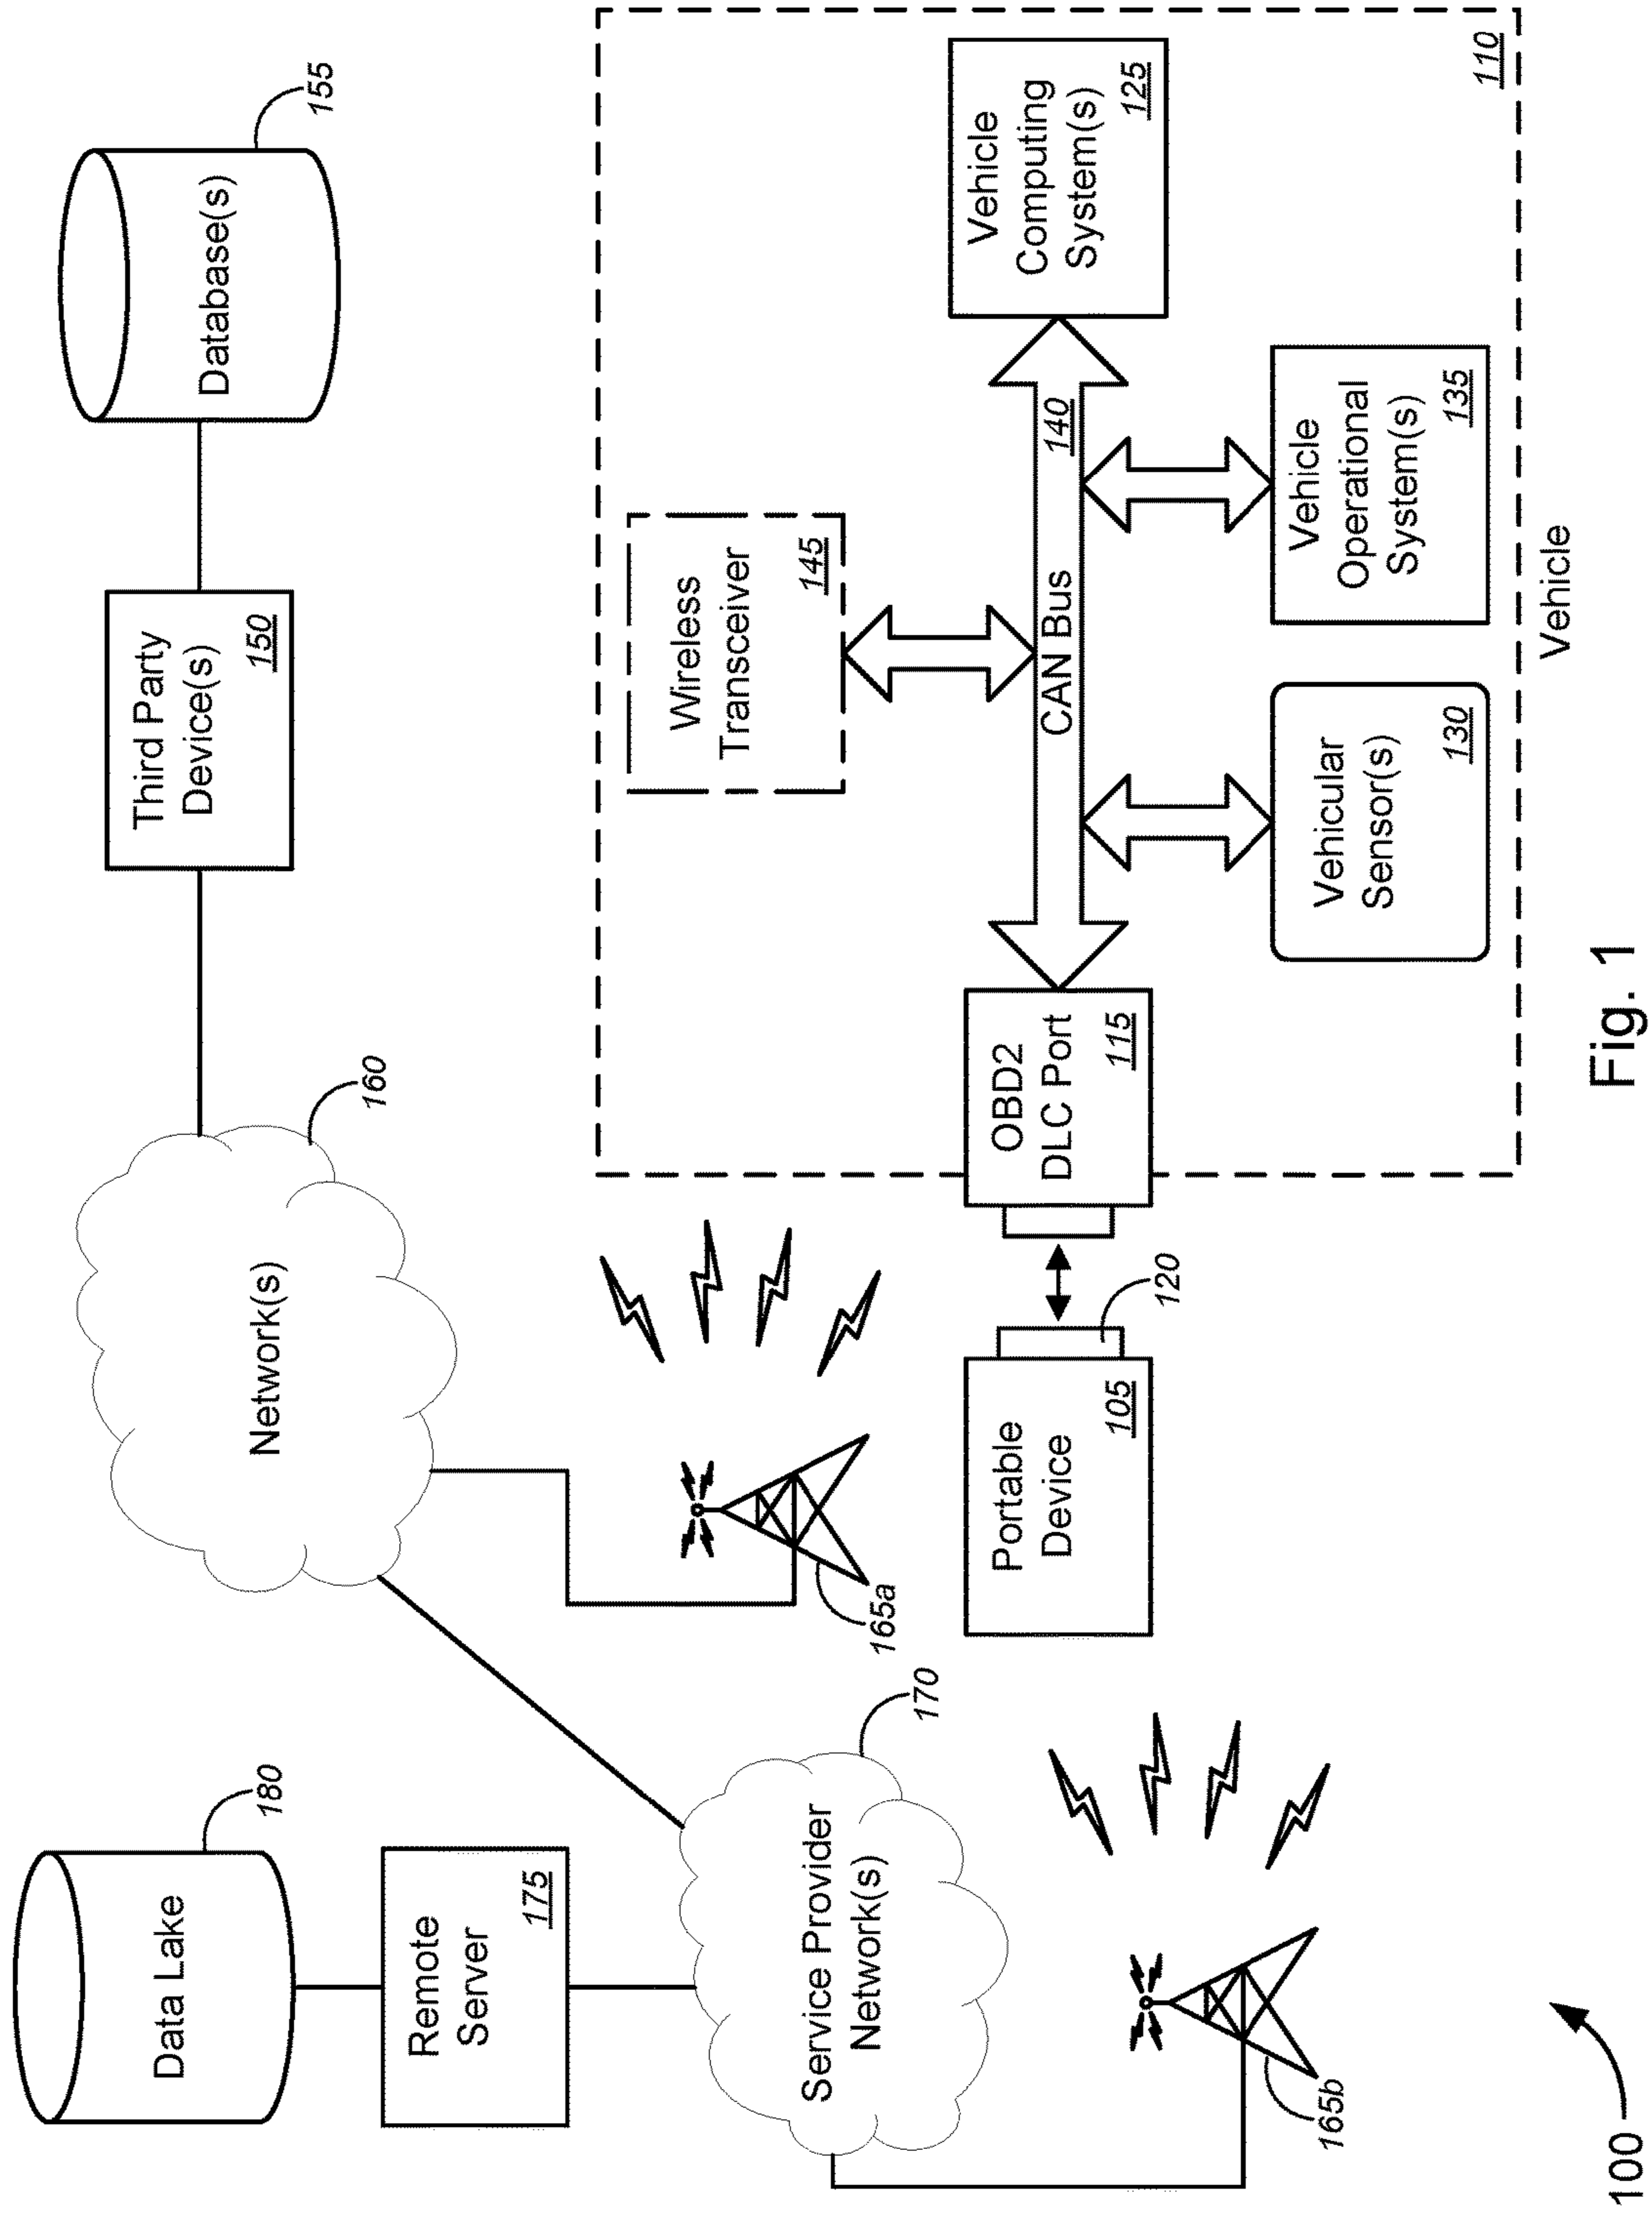 Data Lake
180
Remote
Server
175
Service Provider
Network(s)
170
165b
100
Network(s)
160
165a
Third Party
Device(s)
150
Database(s)
155
Portable
Device
105
120
OBD2
DLC Port
115
Wireless
Transceiver
145
CAN Bus
140
Vehicle
Computing
System(s)
125
Vehicular
Sensor(s)
130
Vehicle
Operational
System(s)
135
110
Vehicle
Fig. 1